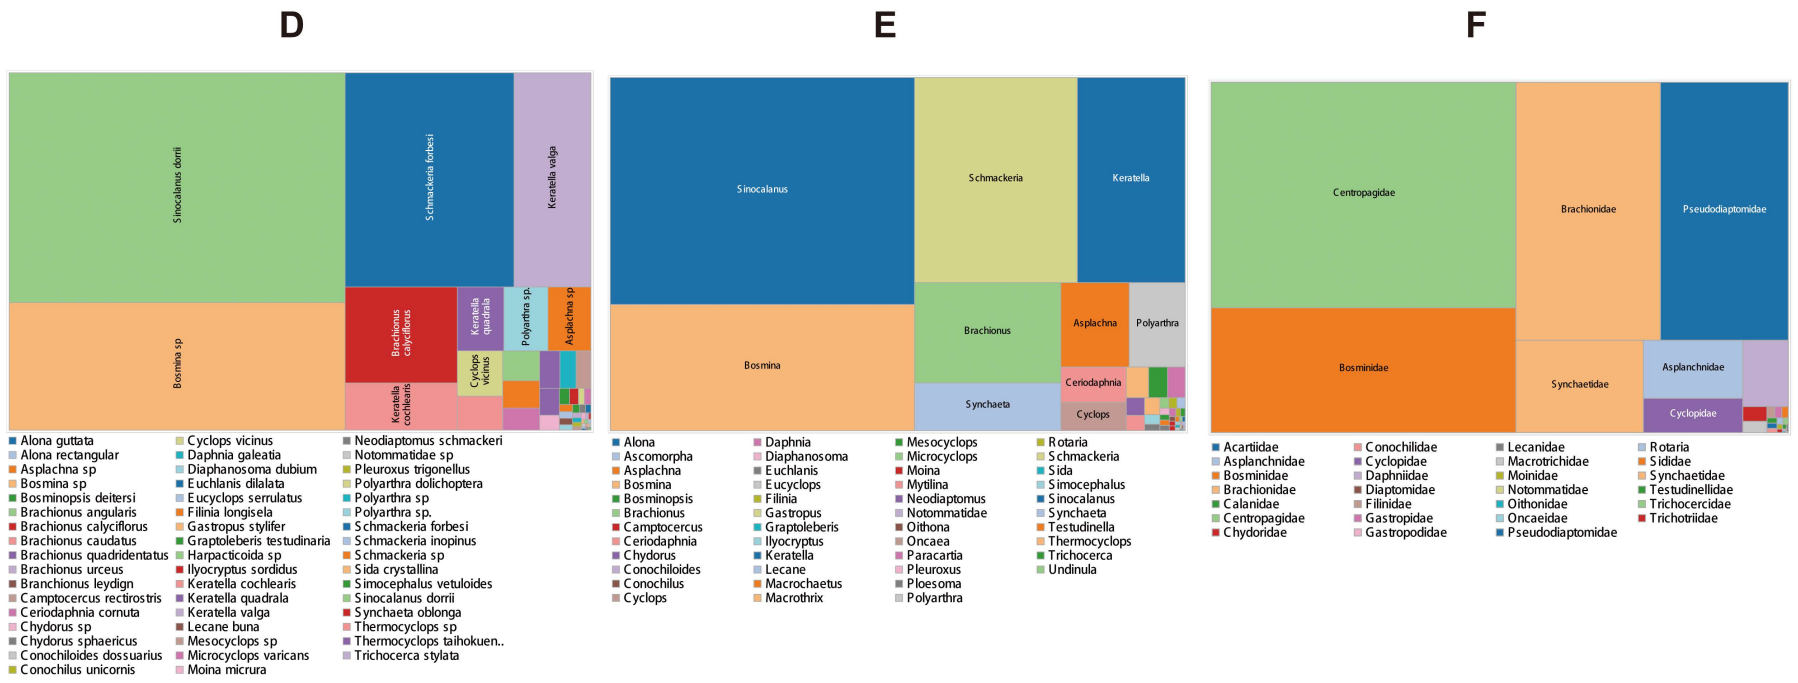 D
E
F
Sinocalanus dorrii
Schmackeria forbesi
Keratella valga
Bosmina sp
Brachionus
calyciflorus
Keratella
quadrala
Polyarthra sp.
Asplachna sp
Cyclops
vicinus
Keratella
cochlearis
Sinocalanus
Schmackeria
Keratella
Bosmina
Brachionus
Asplachna
Polyarthra
Ceriodaphnia
Synchaeta
Cyclops
Centropagidae
Brachionidae
Pseudodiaptomidae
Bosminidae
Synchaetidae
Asplanchnidae
Cyclopidae
Alona guttata
Alona rectangular
Asplachna sp
Bosmina sp
Bosminopsis deitersi
Brachionus angularis
Brachionus calyciflorus
Brachionus caudatus
Brachionus quadridentatus
Brachionus urceus
Branchionus leydign
Camptocercus rectirostris
Ceriodaphnia cornuta
Chydorus sp
Chydorus sphaericus
Conochiloides dossuarius
Conochilus unicornis
Cyclops vicinus
Daphnia galeatia
Diaphanosoma dubium
Euchlanis dilalata
Eucyclops serrulatus
Filinia longisela
Gastropus stylifer
Graptoleberis testudinaria
Harpacticoida sp
Ilyocryptus sordidus
Keratella cochlearis
Keratella quadrala
Keratella valga
Lecane buna
Mesocyclops sp
Microcyclops varicans
Moina micrura
Neodiaptomus schmackeri
Notommatidae sp
Pleuroxus trigonellus
Polyarthra dolichoptera
Polyarthra sp
Polyarthra sp.
Schmackeria forbesi
Schmackeria inopinus
Schmackeria sp
Sida crystallina
Simocephalus vetuloides
Sinocalanus dorrii
Synchaeta oblonga
Thermocyclops sp
Thermocyclops taihokuen..
Trichocerca stylata
Alona
Ascomorpha
Asplachna
Bosmina
Bosminopsis
Brachionus
Camptocercus
Ceriodaphnia
Chydorus
Conochiloides
Conochilus
Cyclops
Daphnia
Diaphanosoma
Euchlanis
Eucyclops
Filinia
Gastropus
Graptoleberis
Ilyocryptus
Keratella
Lecane
Macrochaetus
Macrothrix
Mesocyclops
Microcyclops
Moina
Mytilina
Neodiaptomus
Notommatidae
Oithona
Oncaea
Paracartia
Pleuroxus
Ploesoma
Polyarthra
Rotaria
Schmackeria
Sida
Simocephalus
Sinocalanus
Synchaeta
Testudinella
Thermocyclops
Trichocerca
Undinula
Acartiidae
Asplanchnidae
Bosminidae
Brachionidae
Calanidae
Centropagidae
Chydoridae
Conochilidae
Cyclopidae
Daphniidae
Diaptomidae
Filinidae
Gastropidae
Gastropodidae
Lecanidae
Macrotrichidae
Moinidae
Notommatidae
Oithonidae
Oncaeidae
Pseudodiaptomidae
Rotaria
Sididae
Synchaetidae
Testudinellidae
Trichocercidae
Trichotriidae